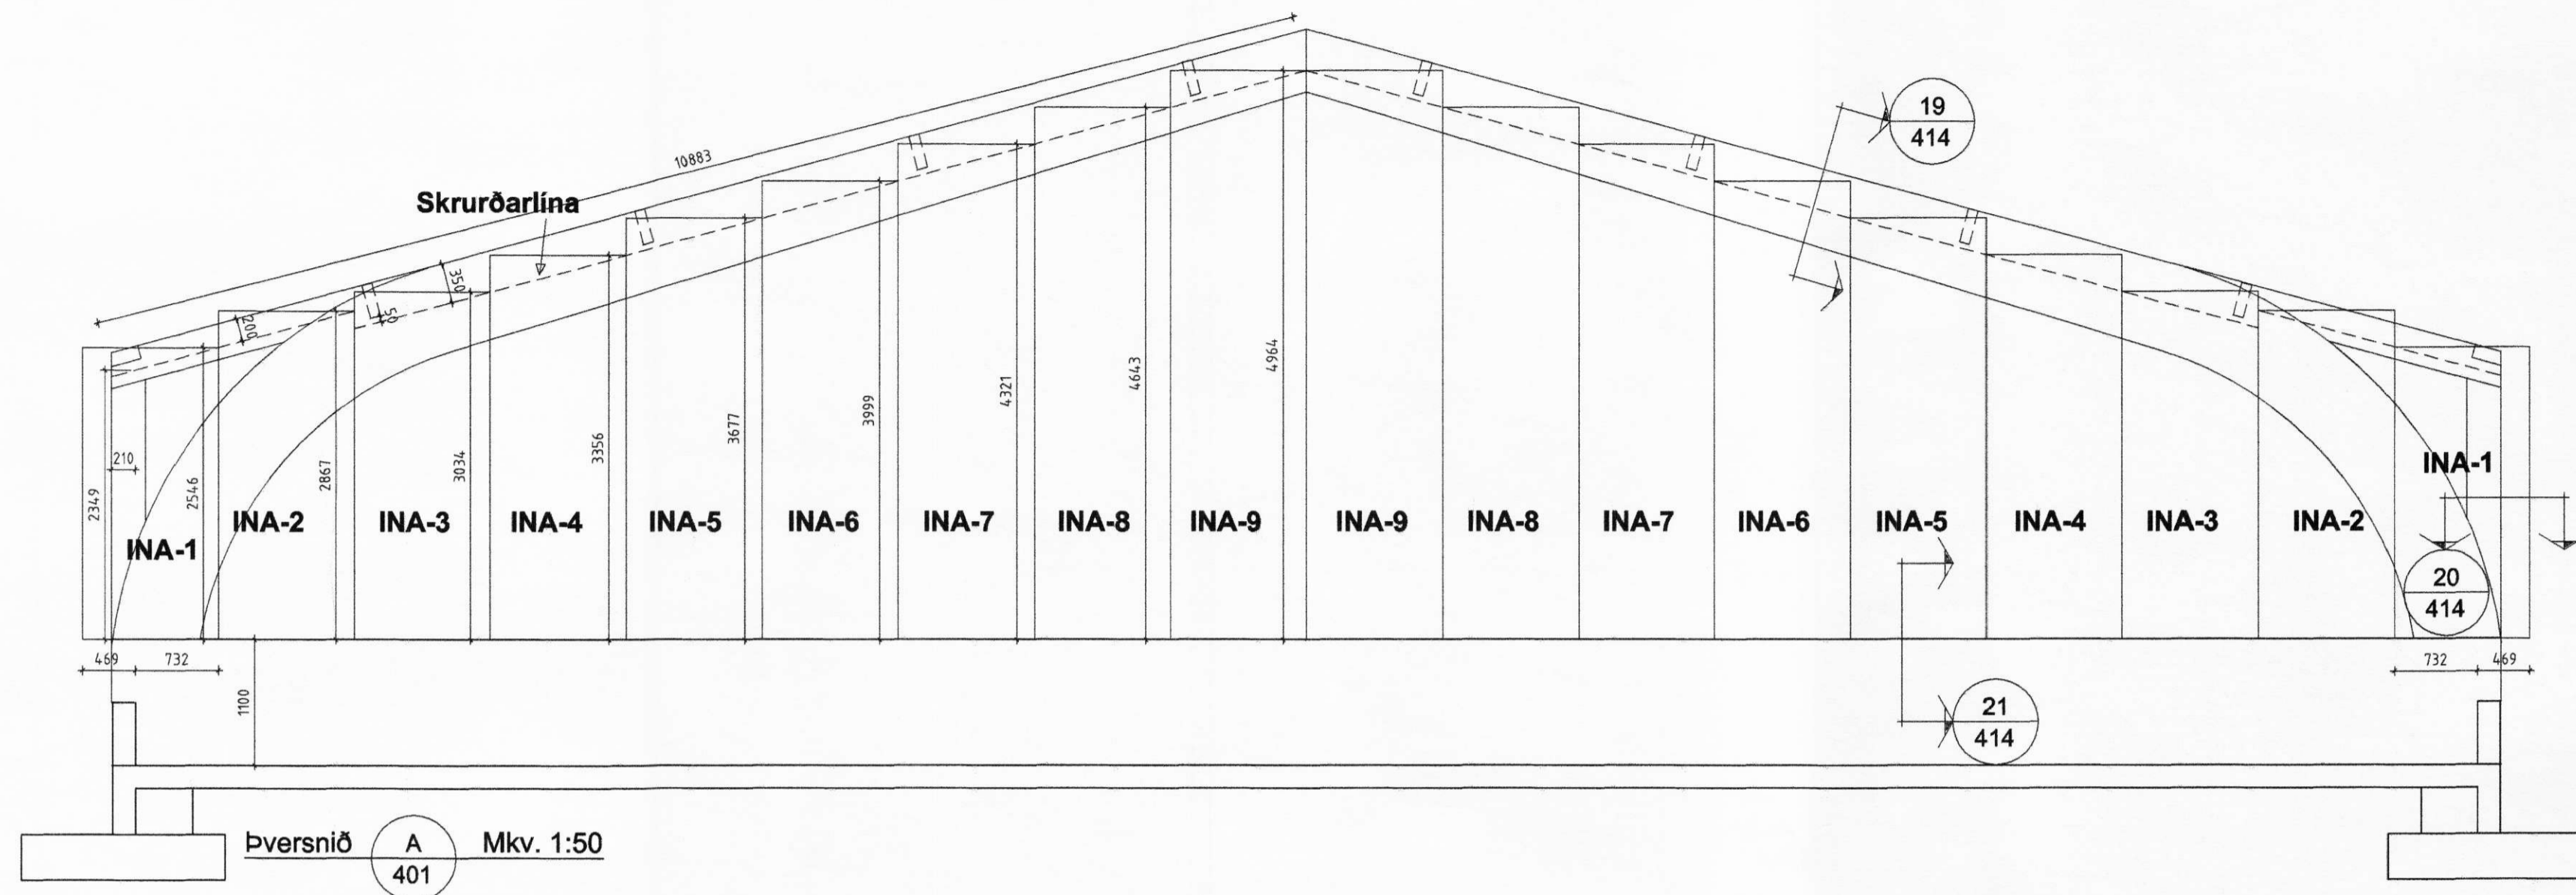 10883
19
414
Skrurðarlína
350
50
200
210
2349
2546
2867
3034
3356
3677
3999
4321
4643
4964
INA-1
INA-2
INA-3
INA-4
INA-5
INA-6
INA-7
INA-8
INA-9
INA-9
INA-8
INA-7
INA-6
INA-5
INA-4
INA-3
INA-2
INA-1
20
414
469
732
732
469
1100
21
414
Þversnið
A
401
Mkv. 1:50